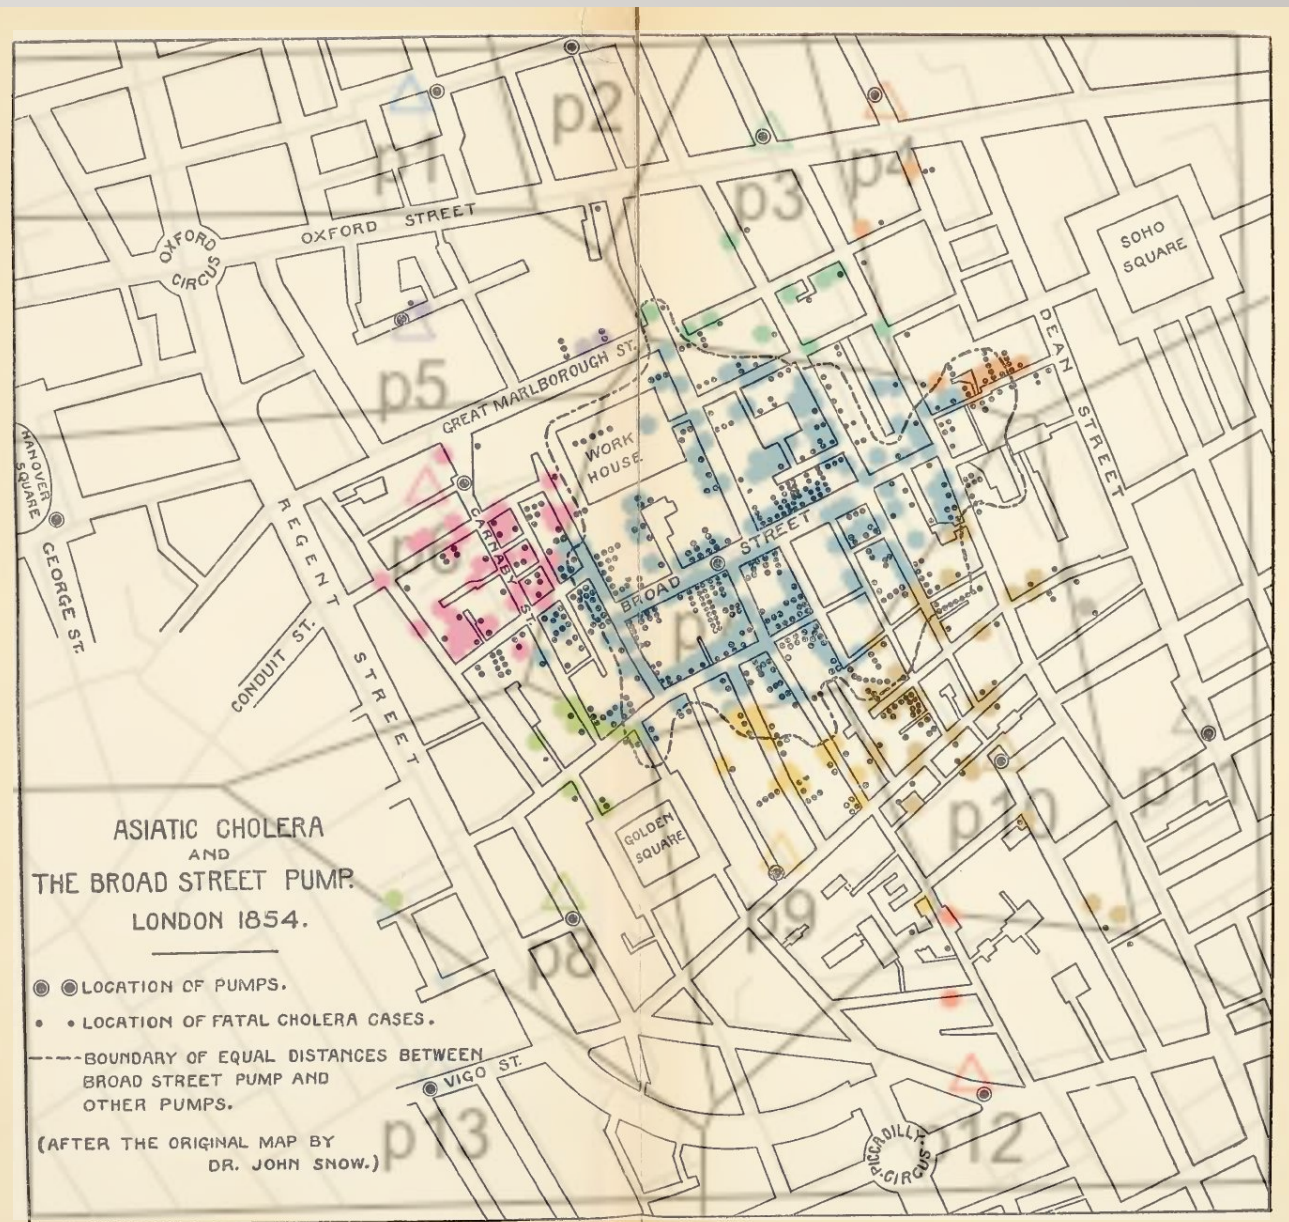 p2
p1
p3
p4
OXFORD STREET
OXFORD
CIRCUS
SOHO
SQUARE
DEAN
STREET
p5
GREAT MARLBOROUGH ST.
HANOVER
SQUARE
WORK
HOUSE
REGENT STREET
CARNABY ST.
p6
BROAD STREET
GEORGE ST.
CONDUIT ST.
p11
p10
GOLDEN
SQUARE
p9
p8
ASIATIC CHOLERA
AND
THE BROAD STREET PUMP.
LONDON 1854.
LOCATION OF PUMPS.
LOCATION OF FATAL CHOLERA CASES.
BOUNDARY OF EQUAL DISTANCES BETWEEN
BROAD STREET PUMP AND
OTHER PUMPS.
(AFTER THE ORIGINAL MAP BY
DR. JOHN SNOW.)
VIGO ST.
p13
p12
PICCADILLY
CIRCUS